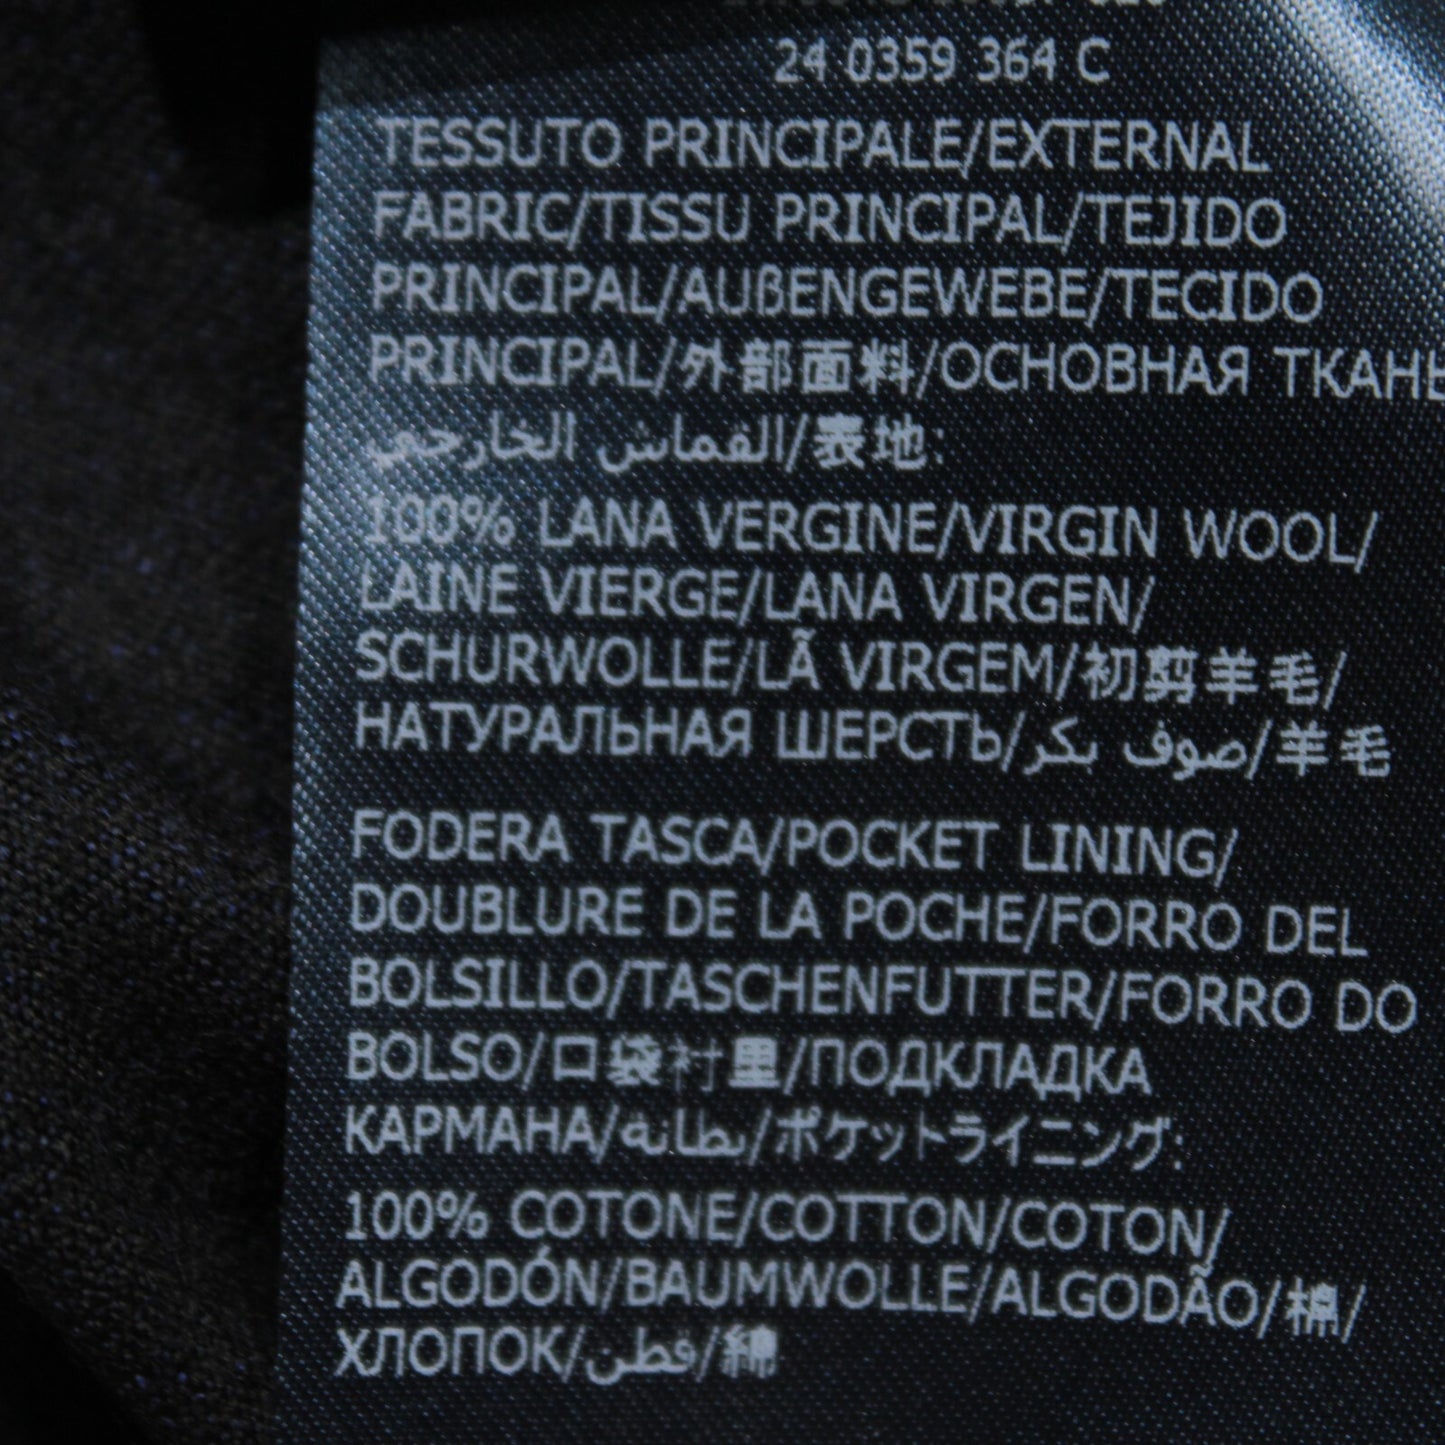 24 0359 364 C
TESSUTO PRINCIPALE/EXTERNAL
FABRIC/TISSU PRINCIPAL/TEJIDO
PRINCIPAL/AUßENGEWEBE/TECIDO
PRINCIPAL/外部面料/ОСНОВНАЯ ТКАНЬ
القماش الخارجي/表地:
100% LANA VERGINE/VIRGIN WOOL/
LAINE VIERGE/LANA VIRGEN/
SCHURWOLLE/LÃ VIRGEM/初剪羊毛/
НАТУРАЛЬНАЯ ШЕРСТЬ/صوف بكر/羊毛
FODERA TASCA/POCKET LINING/
DOUBLURE DE LA POCHE/FORRO DEL
BOLSILLO/TASCHENFUTTER/FORRO DO
BOLSO/口袋衬里/ПОДКЛАДКА
КАРМАНА/بطانة/ポケットライニング:
100% COTONE/COTTON/COTON/
ALGODÓN/BAUMWOLLE/ALGODÃO/棉/
ХЛОПОК/قطن/綿